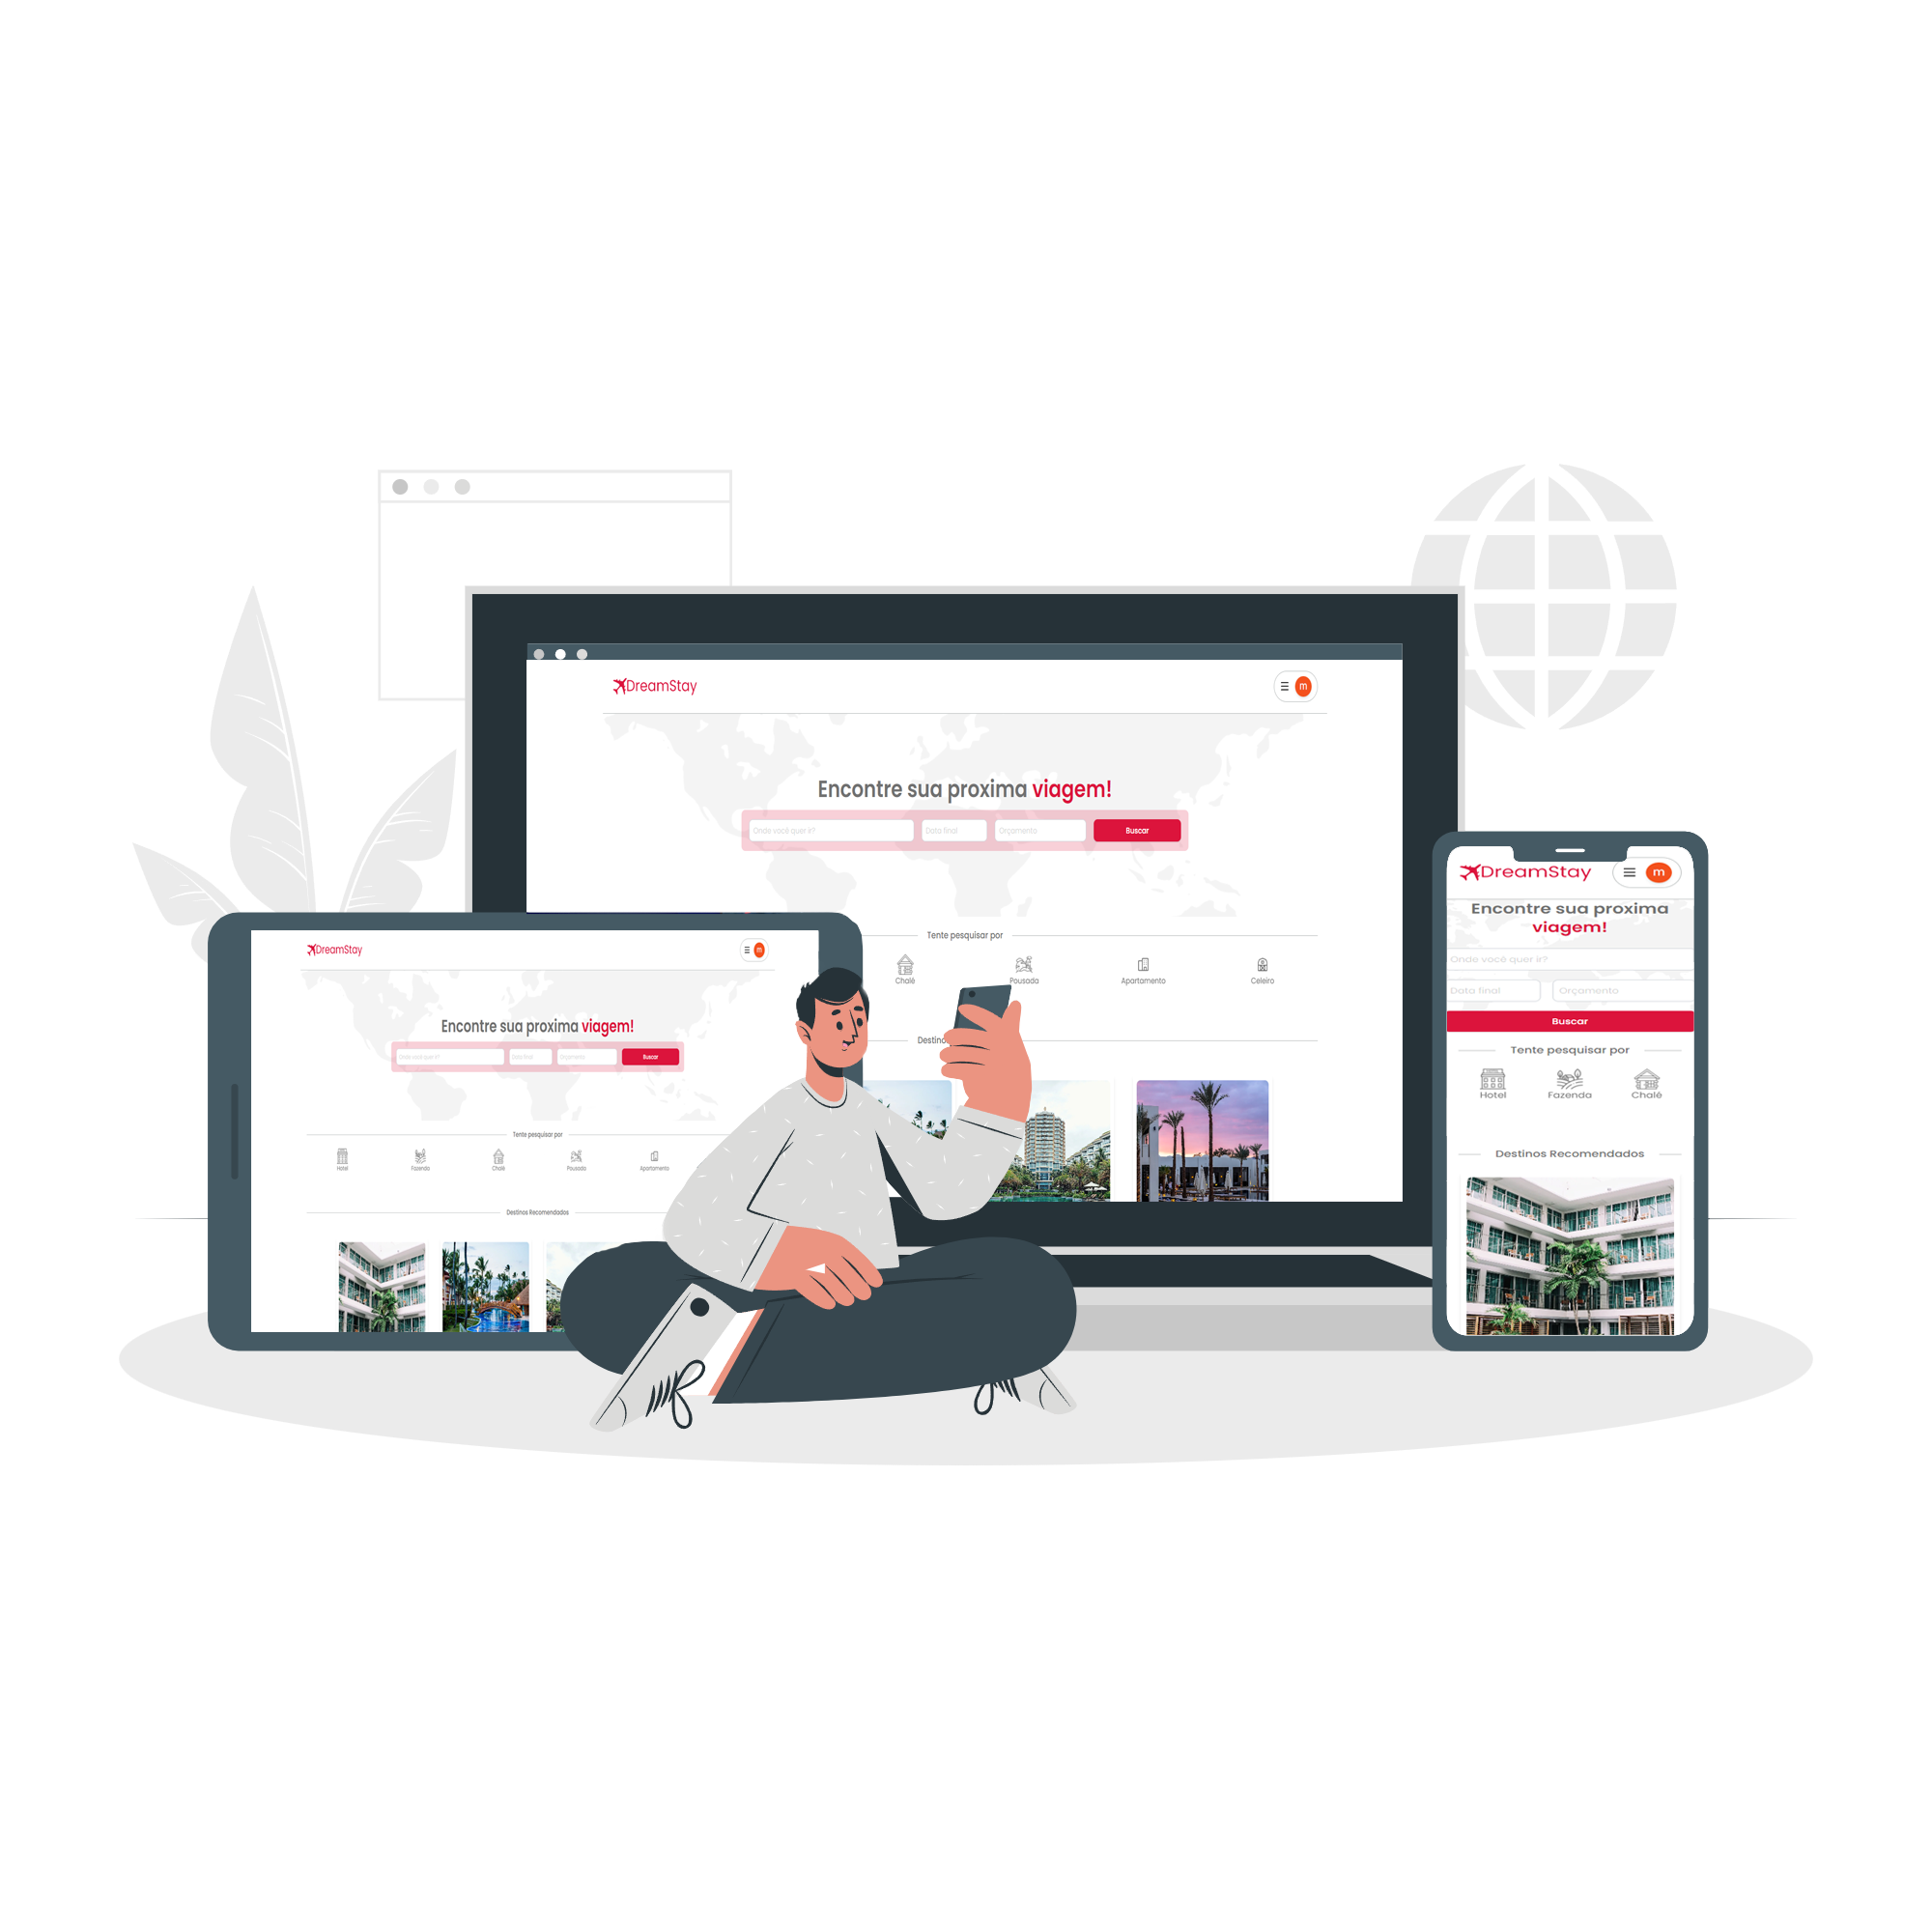 DreamStay
m
Encontre sua proxima viagem!
Onde você quer ir?
Data final
Orçamento
Buscar
Tente pesquisar por
Chalé
Pousada
Apartamento
Celeiro
DreamStay
m
Encontre sua proxima viagem!
Onde você quer ir?
Data final
Orçamento
Buscar
Tente pesquisar por
Hotel
Fazenda
Chalé
Pousada
Apartamento
Destinos Recomendados
DreamStay
m
Encontre sua proxima
viagem!
Onde você quer ir?
Data final
Orçamento
Buscar
Tente pesquisar por
Hotel
Fazenda
Chalé
Destinos Recomendados